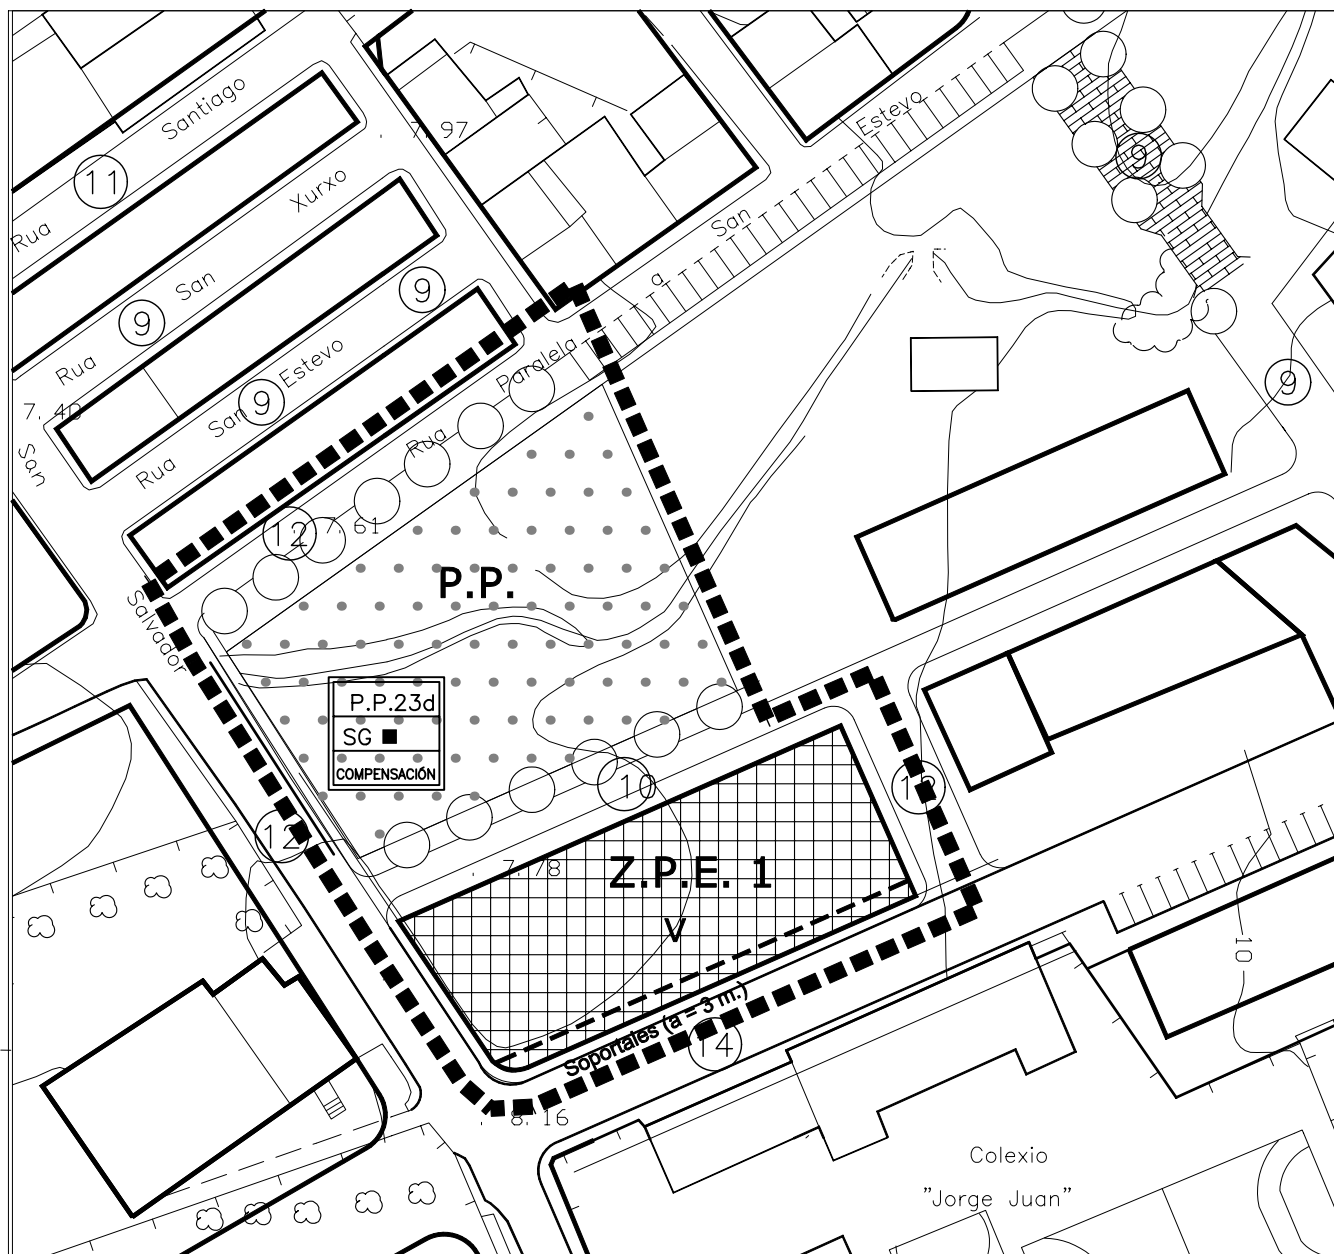 Santiago
7.97
11
Rua
Xurxo
Estevo
9
San
San
9
9
a
Rua
Estevo
9
Paralela
9
7.40
San
Rua
San
Rua
12
7.61
P.P.
Salvador
P.P.23d
SG
COMPENSACIÓN
10
12
12
7.78
Z.P.E. 1
V
10
Soportales (a = 3 m.)
14
8.16
Colexio
"Jorge Juan"